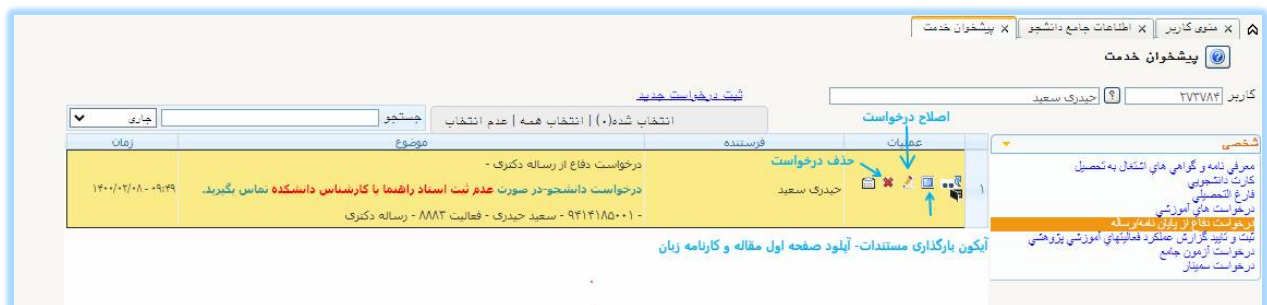 منوی کاربر × اطلاعات جامع دانشجو × پیشخوان خدمت ×
پیشخوان خدمت
کاربر ۲۷۳۷۸۴ ? حیدری سعید
ثبت درخواست جدید
انتخاب شده(۰) | انتخاب همه | عدم انتخاب جستجو جاری
اصلاح درخواست
عملیات فرستنده موضوع زمان
شخصی
معرفی نامه و گواهی های اشتغال به تحصیل
کارت دانشجویی
فارغ التحصیلی
درخواست های آموزشی
درخواست دفاع از پایان نامه/رساله
ثبت و تایید گزارش عملکرد فعالیتهای آموزشی پژوهشی
درخواست آزمون جامع
درخواست سمینار
حذف درخواست
۱ حیدری سعید
درخواست دفاع از رساله دکتری -
درخواست دانشجو-در صورت عدم ثبت استاد راهنما با کارشناس دانشکده تماس بگیرید.
- ۹۴۱۴۱۸۵۰۰۱ - سعید حیدری - فعالیت ۸۸۸۳ - رساله دکتری
۱۴۰۰/۰۲/۰۸ - ۰۹:۴۹
آیکون بارگذاری مستندات- آپلود صفحه اول مقاله و کارنامه زبان